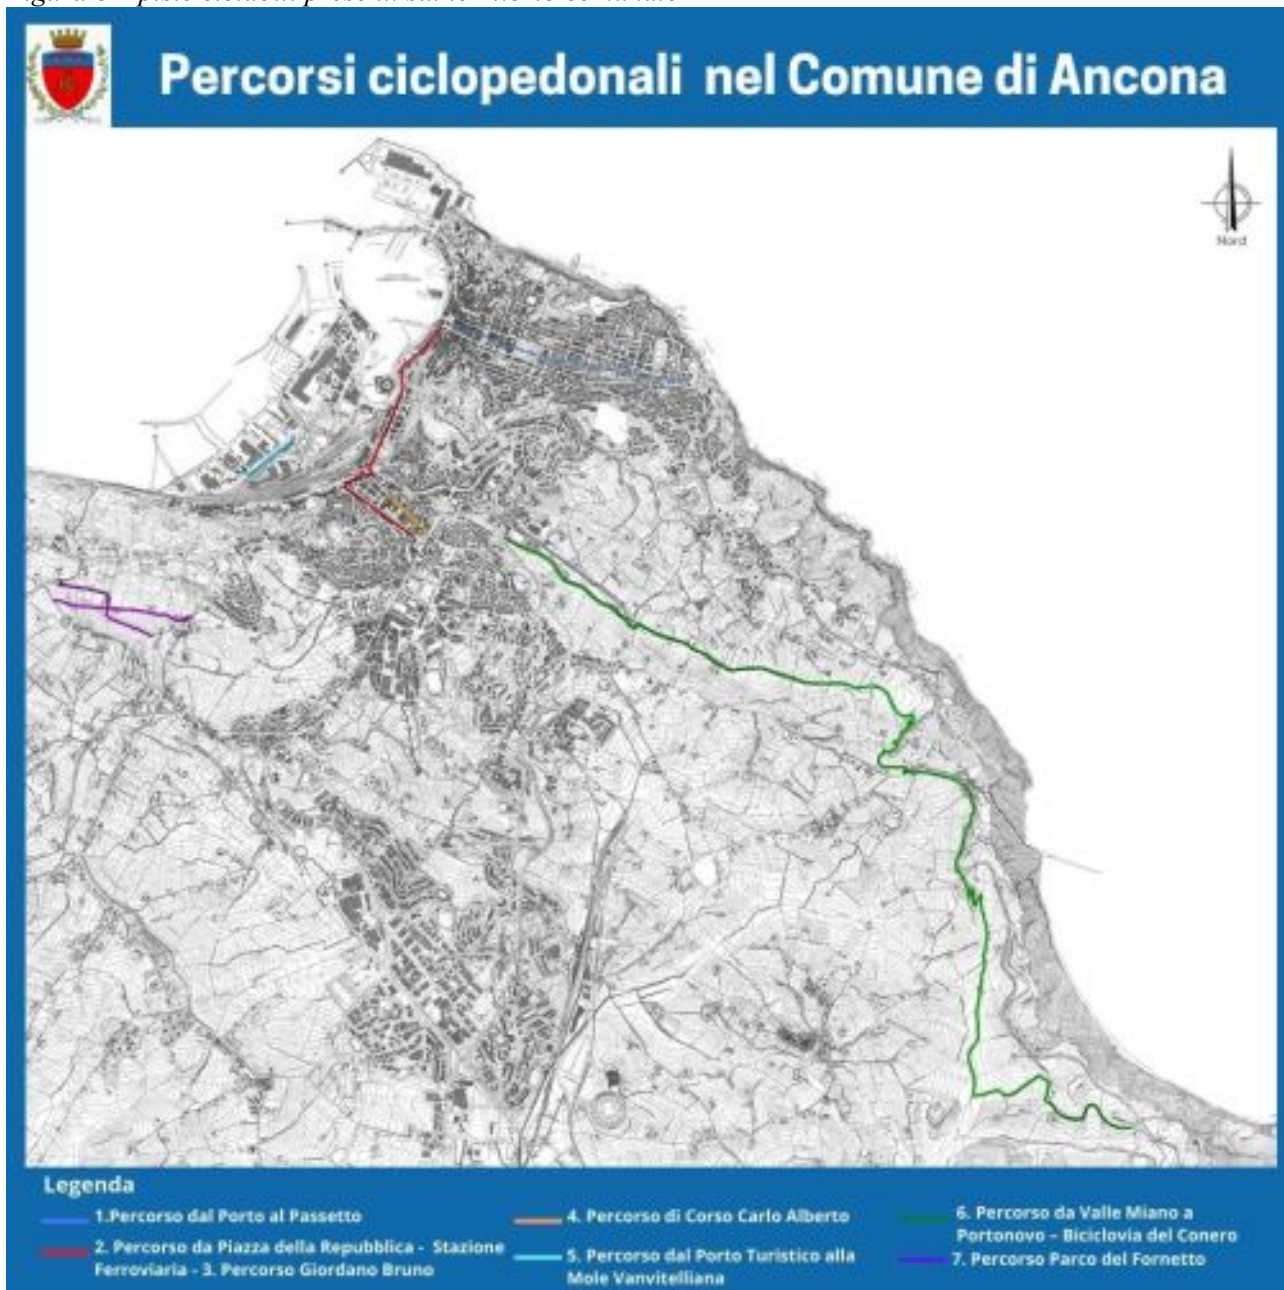 Percorsi ciclopedonali nel Comune di Ancona
Nord
Legenda
1.Percorso dal Porto al Passetto
2. Percorso da Piazza della Repubblica - Stazione
Ferroviaria - 3. Percorso Giordano Bruno
4. Percorso di Corso Carlo Alberto
5. Percorso dal Porto Turistico alla
Mole Vanvitelliana
6. Percorso da Valle Miano a
Portonovo – Biciclovia del Conero
7. Percorso Parco del Fornetto